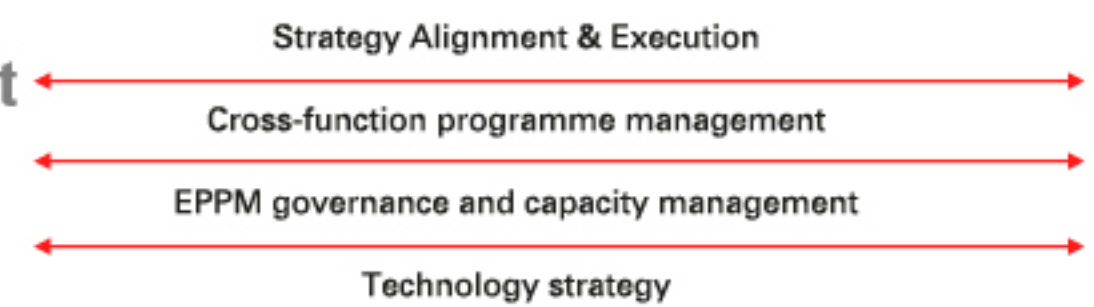 Strategy Alignment & Execution
t
Cross-function programme management
EPPM governance and capacity management
Technology strategy